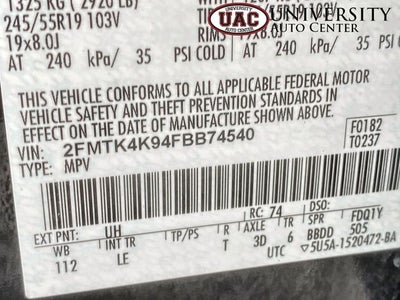 1325 KG ( 2920 LB)
245/55R19 103V
19x8.0J
AT 240 kPa/ 35 PSI COLD
AT 240 kPa/ 35
UAC UNIVERSITY
AUTO CENTER
THIS VEHICLE CONFORMS TO ALL APPLICABLE FEDERAL MOTOR
VEHICLE SAFETY AND THEFT PREVENTION STANDARDS IN
EFFECT ON THE DATE OF MANUFACTURE SHOWN ABOVE.
VIN: 2FMTK4K94FBB74540
TYPE: MPV
F0182
T0237
EXT PNT: UH RC: 74 DSO:
WB INT TR TP/PS R AXLE TR SPR FDQ1Y
112 LE T 3D 6 BBDD 505
UTC ▽5U5A-1520472-BA